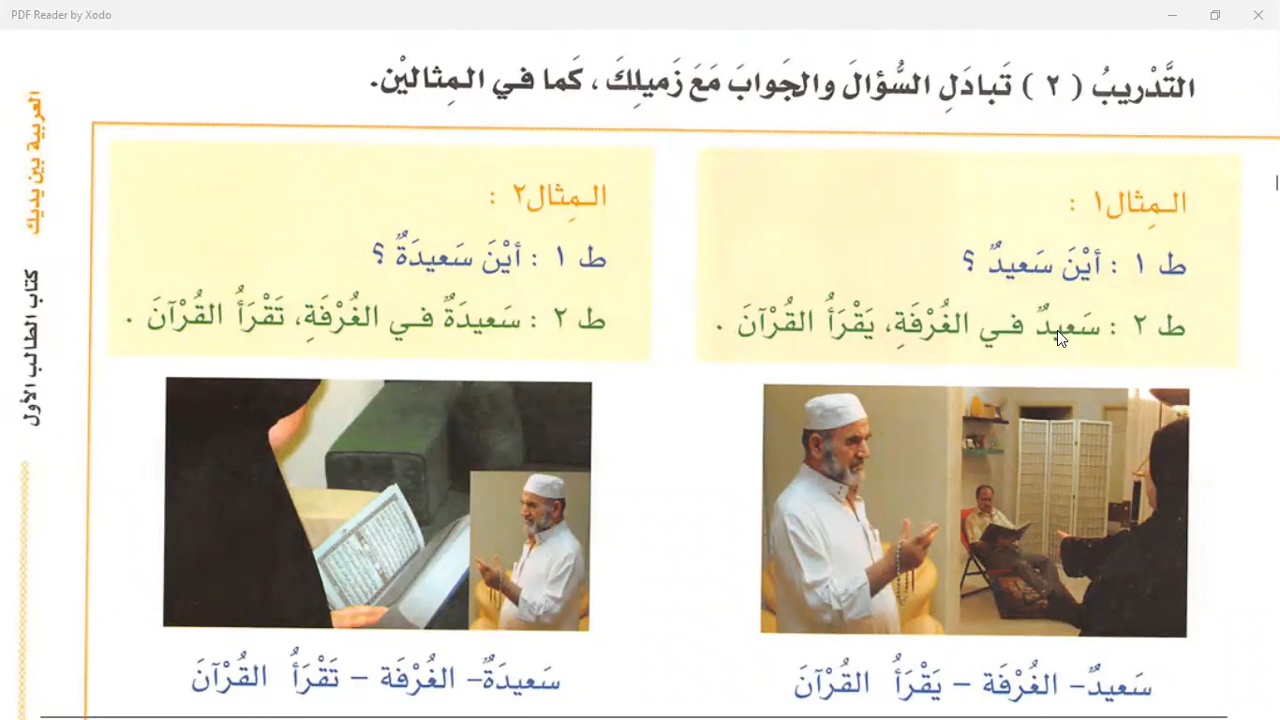 PDF Reader by Xodo
التَّدْريبُ ( ٢ ) تَبادَلِ السُّؤالَ والجَوابَ مَعَ زَميلِكَ ، كَما في المِثالَيْن.
المِثال١ :
ط ١ : أيْنَ سَعيدٌ ؟
ط ٢ : سَعيدٌ في الغُرْفَةِ، يَقْرَأُ القُرْآنَ .
المِثال٢ :
ط ١ : أيْنَ سَعيدَةٌ ؟
ط ٢ : سَعيدَةٌ في الغُرْفَةِ، تَقْرَأُ القُرْآنَ .
سَعيدٌ- الغُرْفَة - يَقْرَأُ القُرْآنَ
سَعيدَةٌ- الغُرْفَة - تَقْرَأُ القُرْآنَ
العربية بين يديك
كتاب الطالب الأول